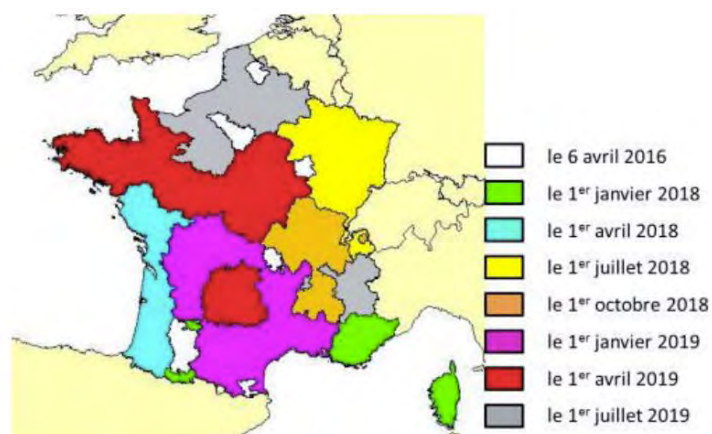 le 6 avril 2016
le 1er janvier 2018
le 1er avril 2018
le 1er juillet 2018
le 1er octobre 2018
le 1er janvier 2019
le 1er avril 2019
le 1er juillet 2019